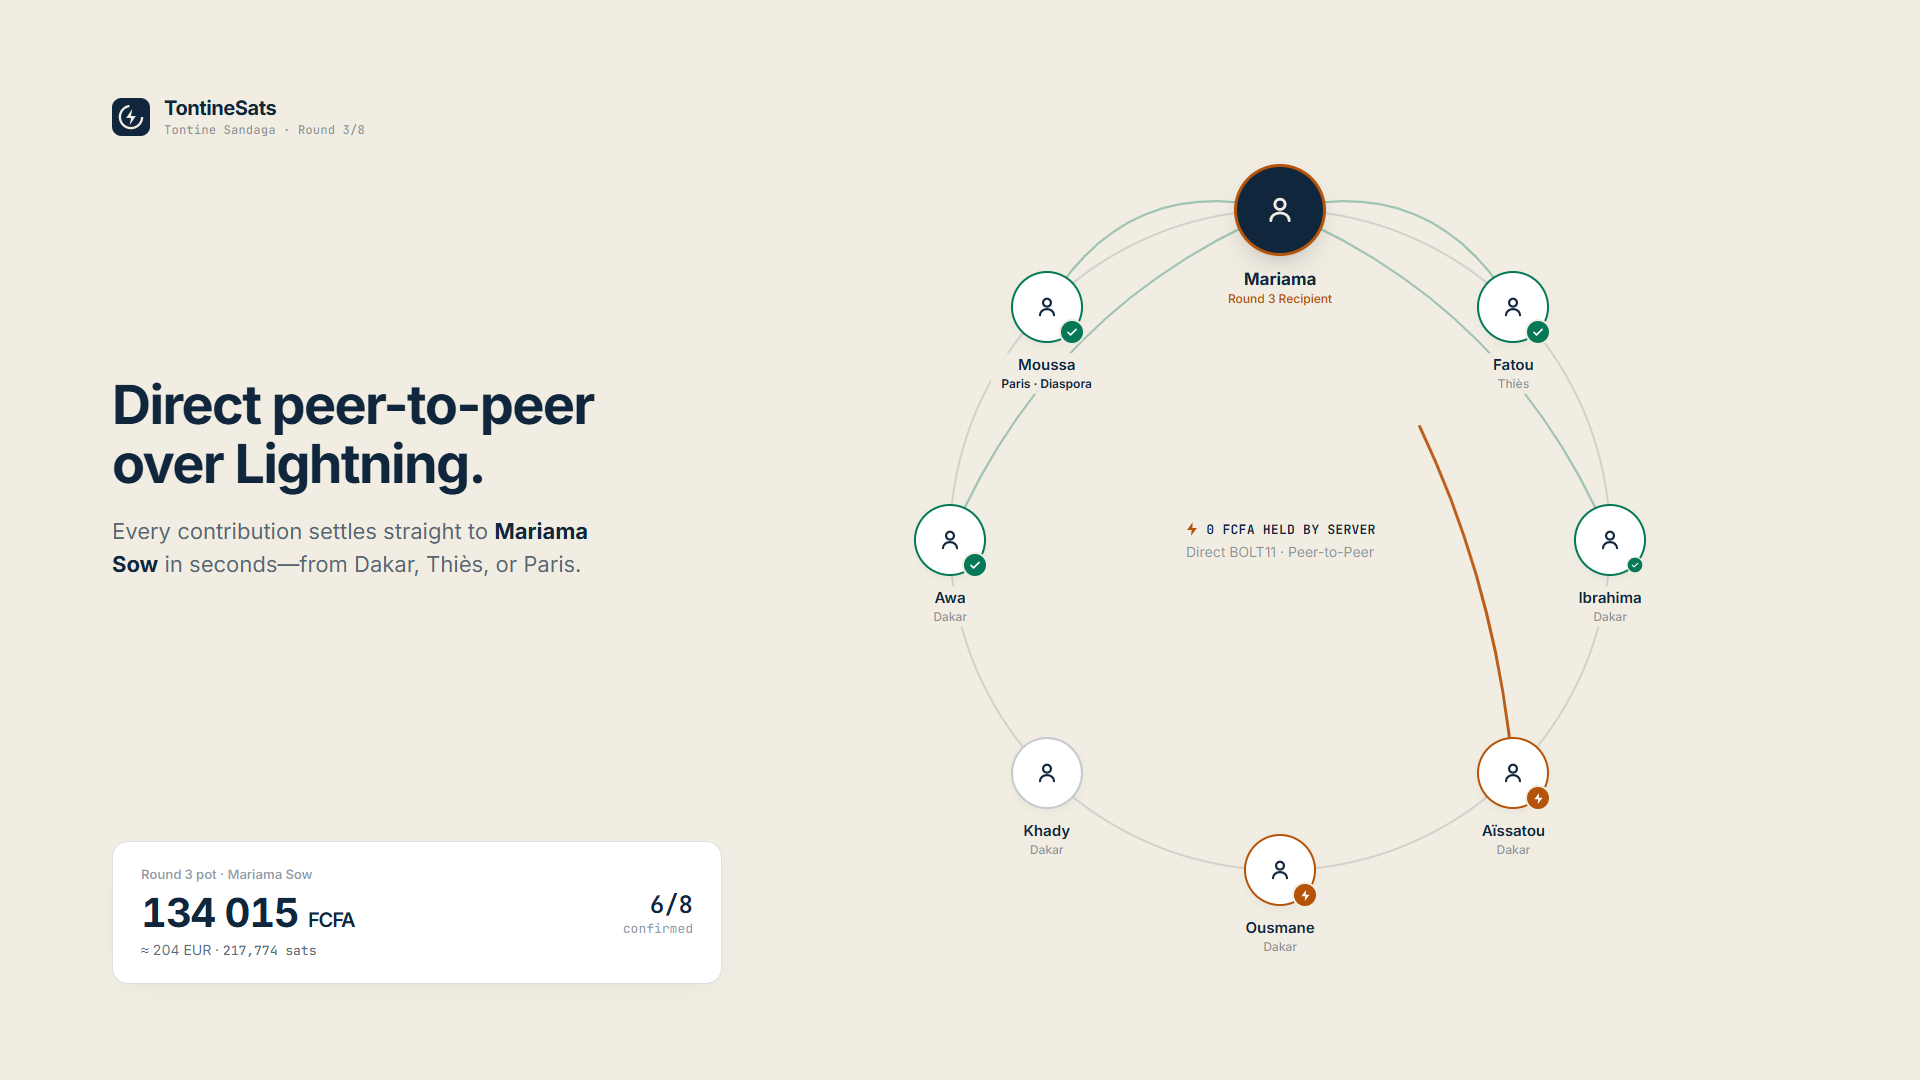 TontineSats
Tontine Sandaga · Round 3/8
Direct peer-to-peer
over Lightning.
Every contribution settles straight to Mariama
Sow in seconds—from Dakar, Thiès, or Paris.
Round 3 pot · Mariama Sow
134 015 FCFA
≈ 204 EUR · 217,774 sats
6/8
confirmed
Mariama
Round 3 Recipient
Moussa
Paris · Diaspora
Fatou
Thiès
0 FCFA HELD BY SERVER
Direct BOLT11 · Peer-to-Peer
Awa
Dakar
Ibrahima
Dakar
Khady
Dakar
Aïssatou
Dakar
Ousmane
Dakar